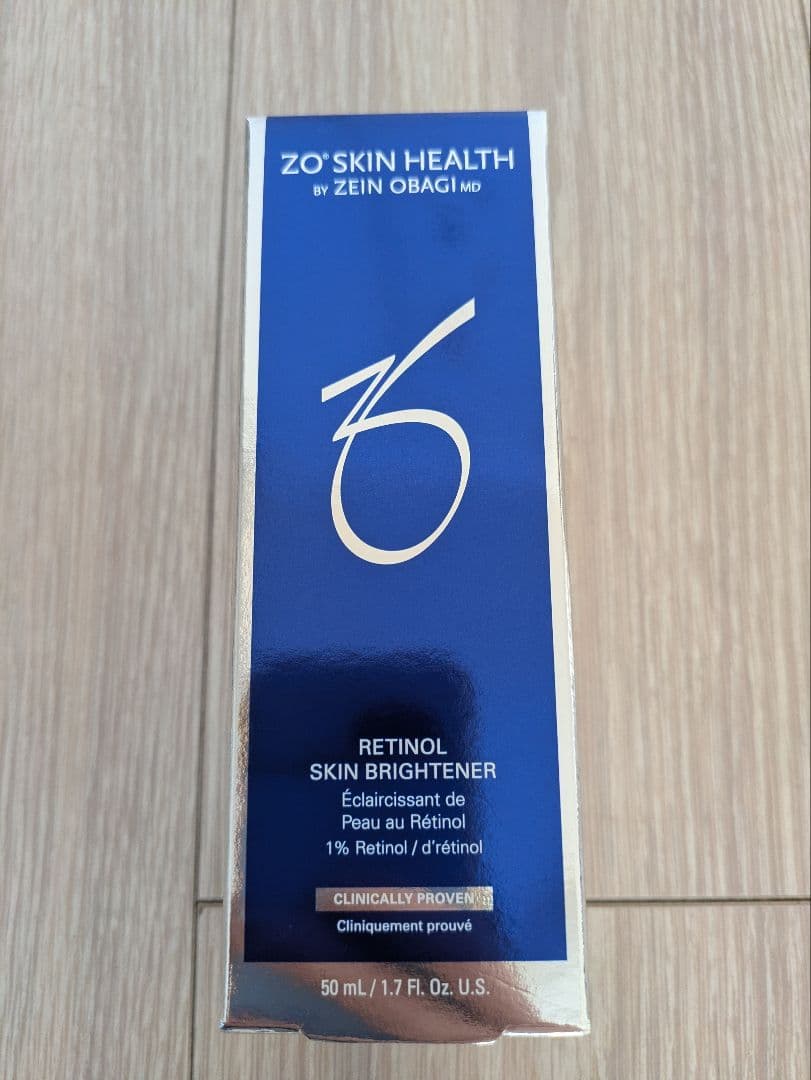 ZO® SKIN HEALTH
BY ZEIN OBAGI MD
RETINOL
SKIN BRIGHTENER
Éclaircissant de
Peau au Rétinol
1% Retinol / d'rétinol
CLINICALLY PROVEN
Cliniquement prouvé
50 mL / 1.7 Fl. Oz. U.S.